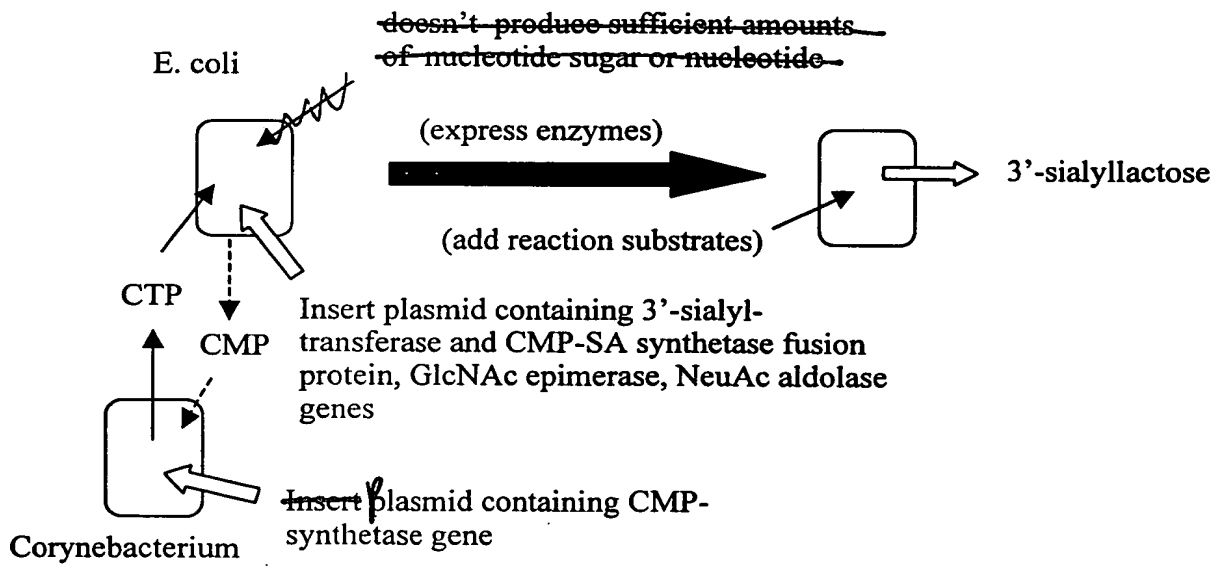 doesn't produce sufficient amounts
of nucleotide sugar or nucleotide
E. coli
(express enzymes)
3’-sialyllactose
(add reaction substrates)
CTP
CMP
Insert plasmid containing 3’-sialyl-
transferase and CMP-SA synthetase fusion
protein, GlcNAc epimerase, NeuAc aldolase
genes
Insert plasmid containing CMP-
synthetase gene
Corynebacterium